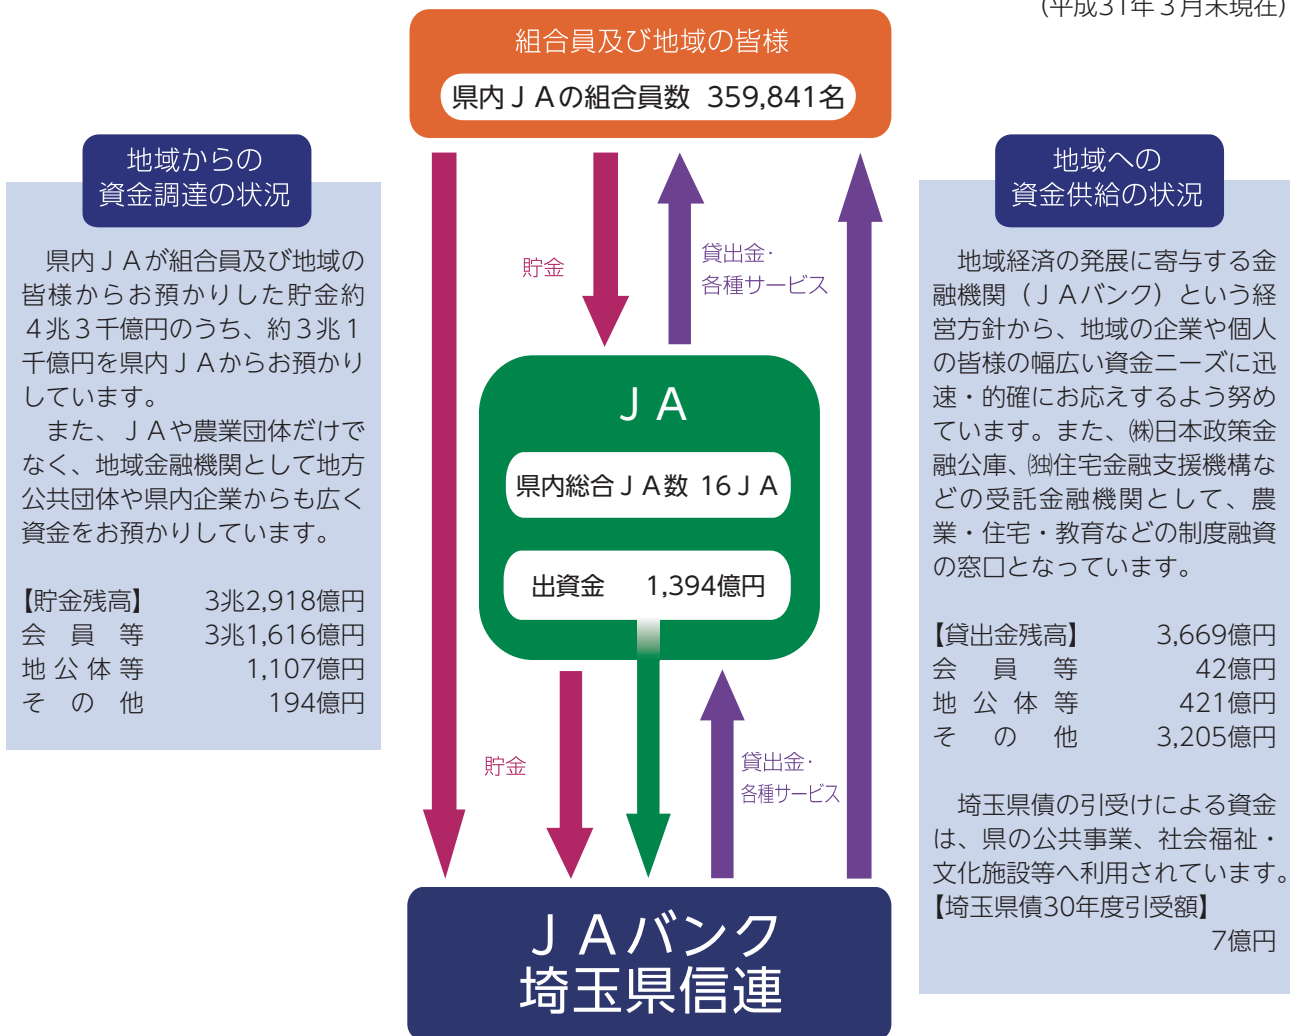 (平成31年３月末現在)
組合員及び地域の皆様
県内ＪＡの組合員数 359,841名
地域からの
資金調達の状況
　県内ＪＡが組合員及び地域の
皆様からお預かりした貯金約
４兆３千億円のうち、約３兆１
千億円を県内ＪＡからお預かり
しています。
　また、ＪＡや農業団体だけで
なく、地域金融機関として地方
公共団体や県内企業からも広く
資金をお預かりしています。
【貯金残高】 3兆2,918億円
会員等 3兆1,616億円
地公体等 1,107億円
その他 194億円
貯金
貸出金・
各種サービス
ＪＡ
県内総合ＪＡ数 16ＪＡ
出資金 1,394億円
貯金
貸出金・
各種サービス
ＪＡバンク
埼玉県信連
地域への
資金供給の状況
　地域経済の発展に寄与する金
融機関（ＪＡバンク）という経
営方針から、地域の企業や個人
の皆様の幅広い資金ニーズに迅
速・的確にお応えするよう努め
ています。また、㈱日本政策金
融公庫、㈵住宅金融支援機構な
どの受託金融機関として、農
業・住宅・教育などの制度融資
の窓口となっています。
【貸出金残高】 3,669億円
会員等 42億円
地公体等 421億円
その他 3,205億円
　埼玉県債の引受けによる資金
は、県の公共事業、社会福祉・
文化施設等へ利用されています。
【埼玉県債30年度引受額】
7億円